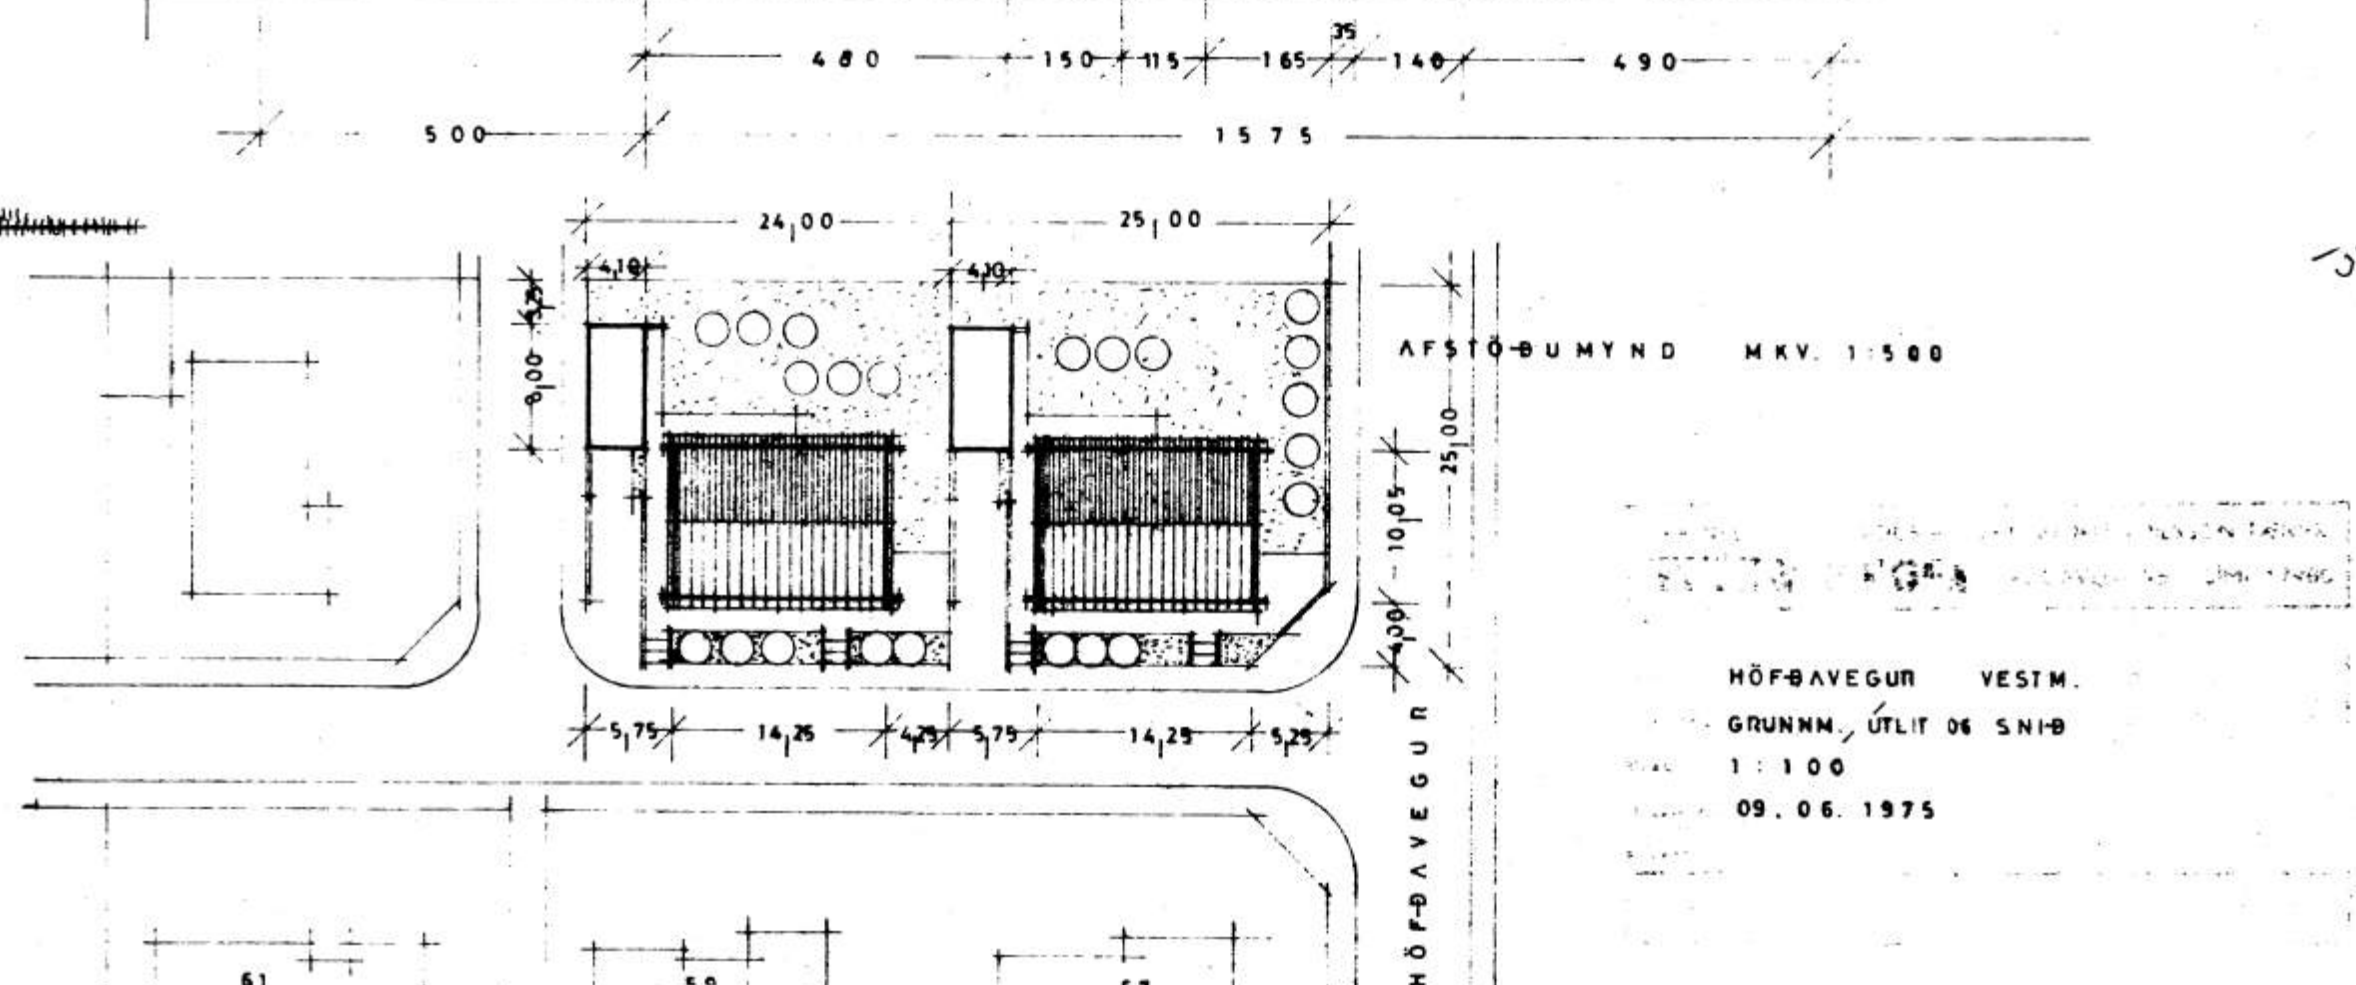 35
480 150 115 165 140 490
500 1575
24,00 25,00
4,10 4,10
8,00
AFSTÖÐUMYND MKV. 1:500
25,00
10,05
4,00
HÖFÐAVEGUR VESTM.
GRUNNM., ÚTLIT OG SNIÐ
5,75 14,25 4,25 5,75 14,25 5,25
1:100
09.06.1975
HÖFÐAVEGUR
61
59